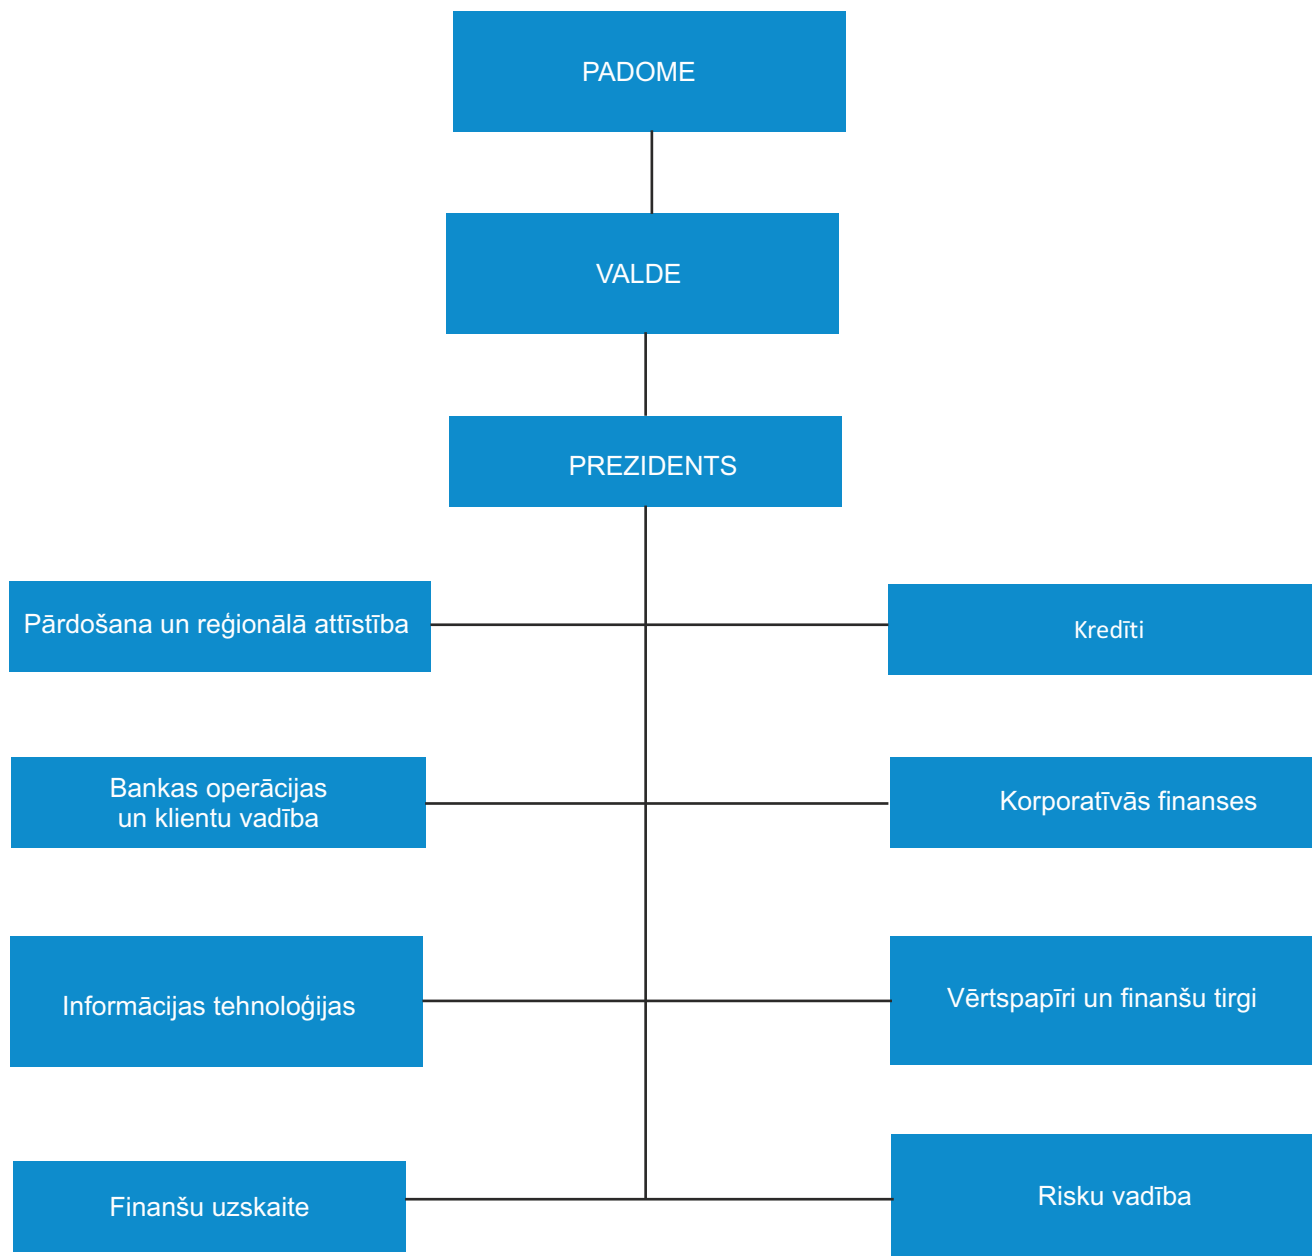 PADOME
VALDE
PREZIDENTS
Pārdošana un reģionālā attīstība
Kredīti
Bankas operācijas
un klientu vadība
Korporatīvās finanses
Informācijas tehnoloģijas
Vērtspapīri un finanšu tirgi
Finanšu uzskaite
Risku vadība